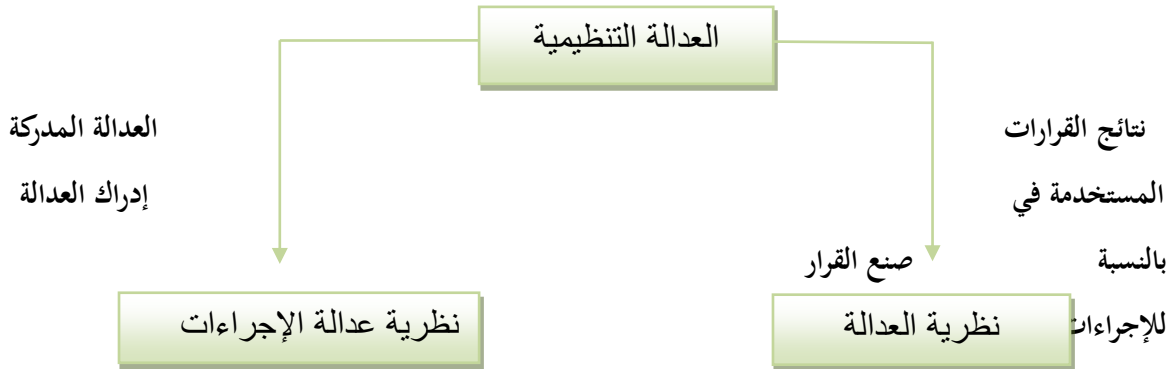 العدالة التنظيمية
نتائج القرارات العدالة المدركة
المستخدمة في إدراك العدالة
بالنسبة صنع القرار
للإجراءات
نظرية العدالة نظرية عدالة الإجراءات